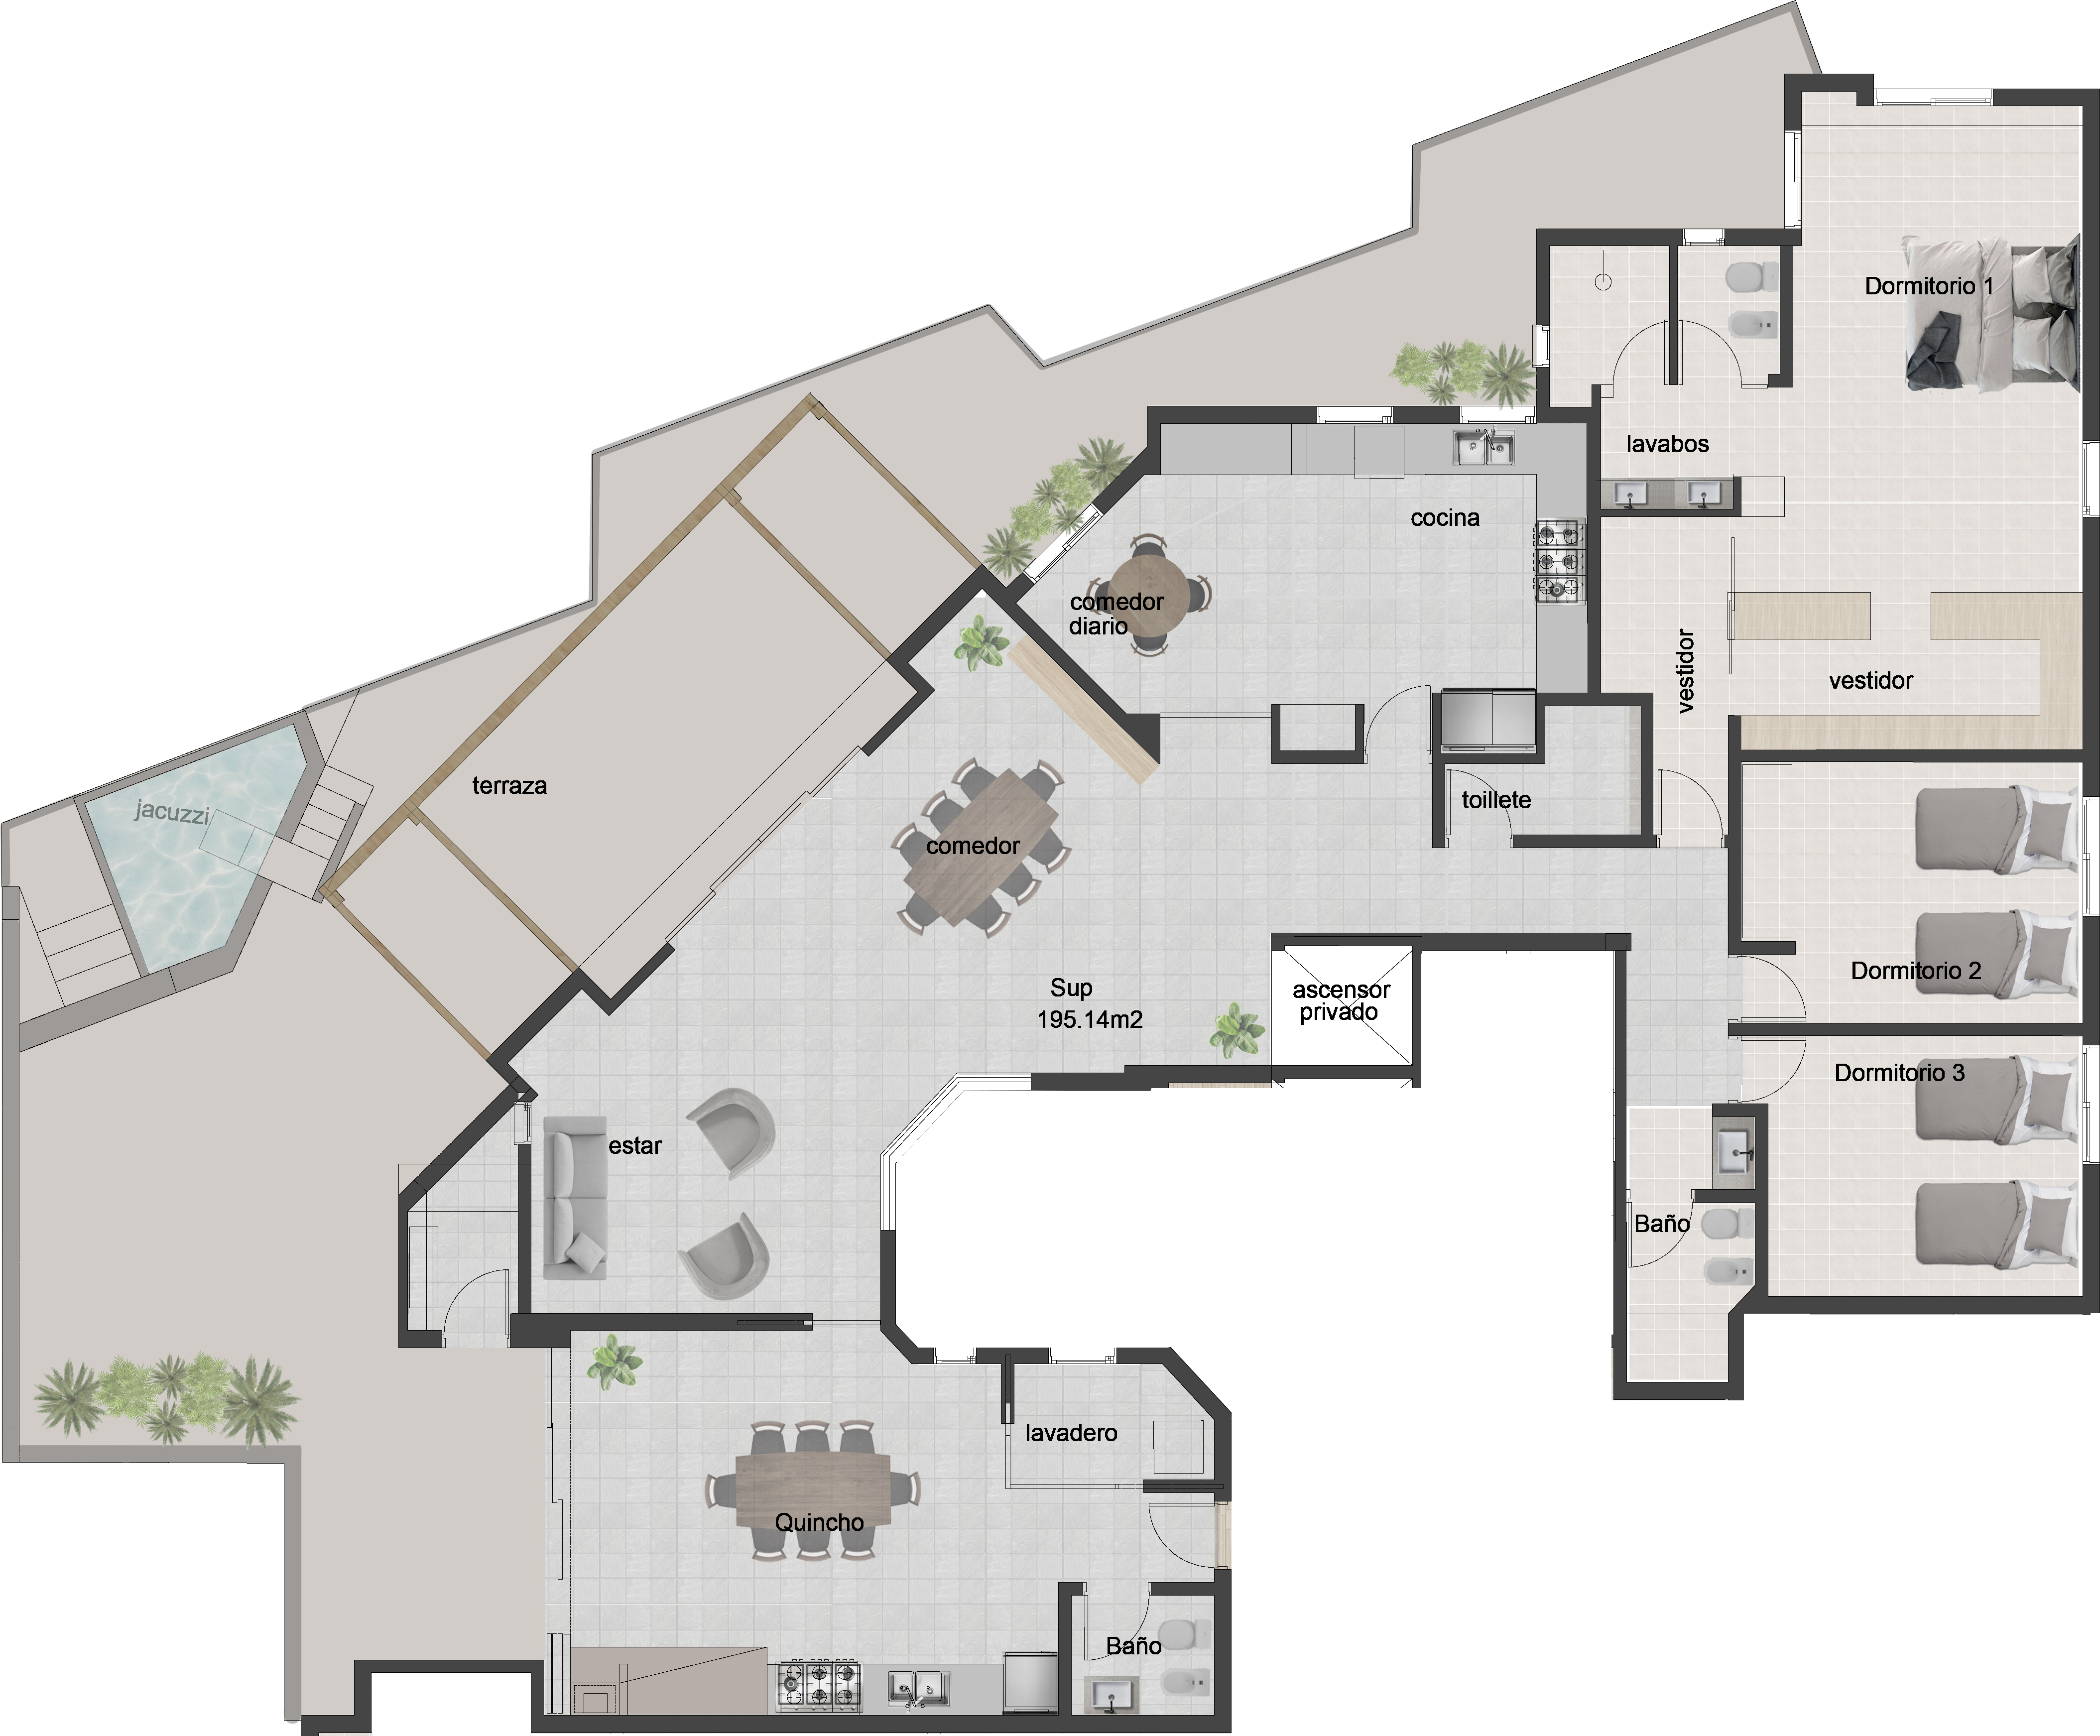 Dormitorio 1
lavabos
cocina
comedor
diario
vestidor
vestidor
terraza
jacuzzi
toillete
comedor
Dormitorio 2
Sup
195.14m2
ascensor
privado
Dormitorio 3
estar
Baño
lavadero
Quincho
Baño